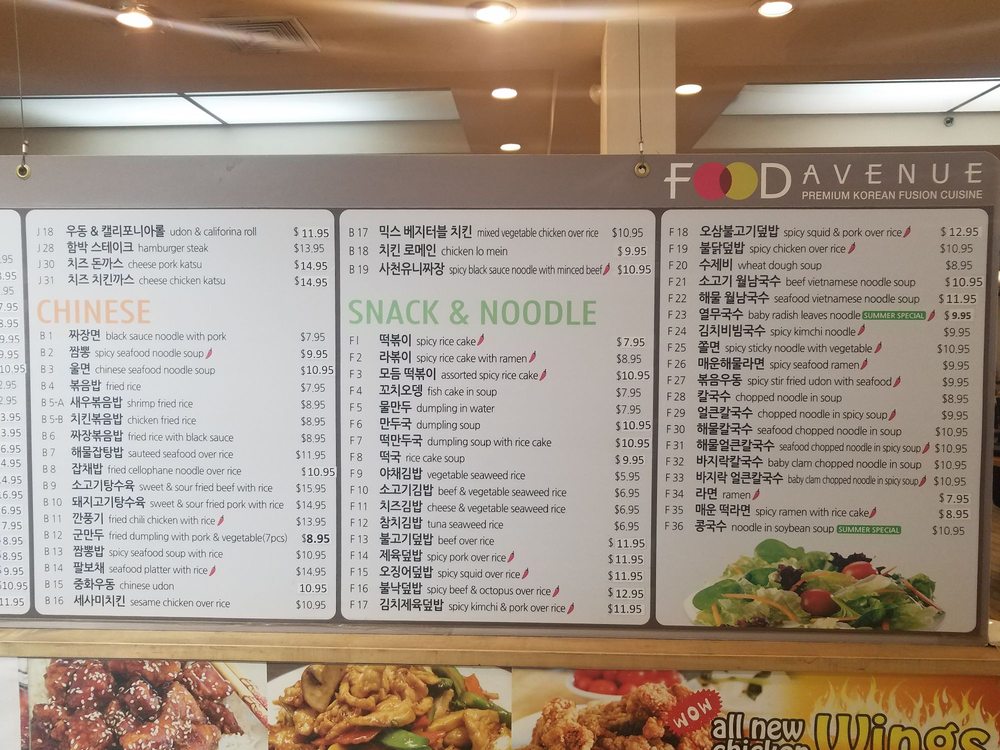 FOOD AVENUE
PREMIUM KOREAN FUSION CUISINE
J 18 우동 & 캘리포니아롤 udon & califorina roll $ 11.95
J 28 함박 스테이크 hamburger steak $13.95
J 30 치즈 돈까스 cheese pork katsu $14.95
J 31 치즈 치킨까스 cheese chicken katsu $14.95
CHINESE
B 1 짜장면 black sauce noodle with pork $7.95
B 2 짬뽕 spicy seafood noodle soup $9.95
B 3 울면 chinese seafood noodle soup $10.95
B 4 볶음밥 fried rice $7.95
B 5-A 새우볶음밥 shrimp fried rice $8.95
B 5-B 치킨볶음밥 chicken fried rice $8.95
B 6 짜장볶음밥 fried rice with black sauce $8.95
B 7 해물잡탕밥 sauteed seafood over rice $11.95
B 8 잡채밥 fried cellophane noodle over rice $10.95
B 9 소고기탕수육 sweet & sour fried beef with rice $15.95
B 10 돼지고기탕수육 sweet & sour fried pork with rice $14.95
B 11 깐풍기 fried chili chicken with rice $13.95
B 12 군만두 fried dumpling with pork & vegetable(7pcs) $8.95
B 13 짬뽕밥 spicy seafood soup with rice $10.95
B 14 팔보채 seafood platter with rice $14.95
B 15 중화우동 chinese udon 10.95
B 16 세사미치킨 sesame chicken over rice $10.95
B 17 믹스 베지터블 치킨 mixed vegetable chicken over rice $10.95
B 18 치킨 로메인 chicken lo mein $ 9.95
B 19 사천유니짜장 spicy black sauce noodle with minced beef $10.95
SNACK & NOODLE
F 1 떡볶이 spicy rice cake $7.95
F 2 라볶이 spicy rice cake with ramen $8.95
F 3 모듬 떡볶이 assorted spicy rice cake $10.95
F 4 꼬치오뎅 fish cake in soup $7.95
F 5 물만두 dumpling in water $7.95
F 6 만두국 dumpling soup $10.95
F 7 떡만두국 dumpling soup with rice cake $10.95
F 8 떡국 rice cake soup $ 9.95
F 9 야채김밥 vegetable seaweed rice $5.95
F 10 소고기김밥 beef & vegetable seaweed rice $6.95
F 11 치즈김밥 cheese & vegetable seaweed rice $6.95
F 12 참치김밥 tuna seaweed rice $6.95
F 13 불고기덮밥 beef over rice $ 11.95
F 14 제육덮밥 spicy pork over rice $ 11.95
F 15 오징어덮밥 spicy squid over rice $11.95
F 16 불낙덮밥 spicy beef & octopus over rice $ 12.95
F 17 김치제육덮밥 spicy kimchi & pork over rice $11.95
F 18 오삼불고기덮밥 spicy squid & pork over rice $ 12.95
F 19 불닭덮밥 spicy chicken over rice $10.95
F 20 수제비 wheat dough soup $8.95
F 21 소고기 월남국수 beef vietnamese noodle soup $10.95
F 22 해물 월남국수 seafood vietnamese noodle soup $11.95
F 23 열무국수 baby radish leaves noodle SUMMER SPECIAL $ 9.95
F 24 김치비빔국수 spicy kimchi noodle $9.95
F 25 쫄면 spicy sticky noodle with vegetable $10.95
F 26 매운해물라면 spicy seafood ramen $9.95
F 27 볶음우동 spicy stir fried udon with seafood $9.95
F 28 칼국수 chopped noodle in soup $8.95
F 29 얼큰칼국수 chopped noodle in spicy soup $9.95
F 30 해물칼국수 seafood chopped noodle in soup $10.95
F 31 해물얼큰칼국수 seafood chopped noodle in spicy soup $10.95
F 32 바지락칼국수 baby clam chopped noodle in soup $10.95
F 33 바지락 얼큰칼국수 baby clam chopped noodle in spicy soup $10.95
F 34 라면 ramen $ 7.95
F 35 매운 떡라면 spicy ramen with rice cake $ 8.95
F 36 콩국수 noodle in soybean soup SUMMER SPECIAL $10.95
WOW
all new
chicken Wings